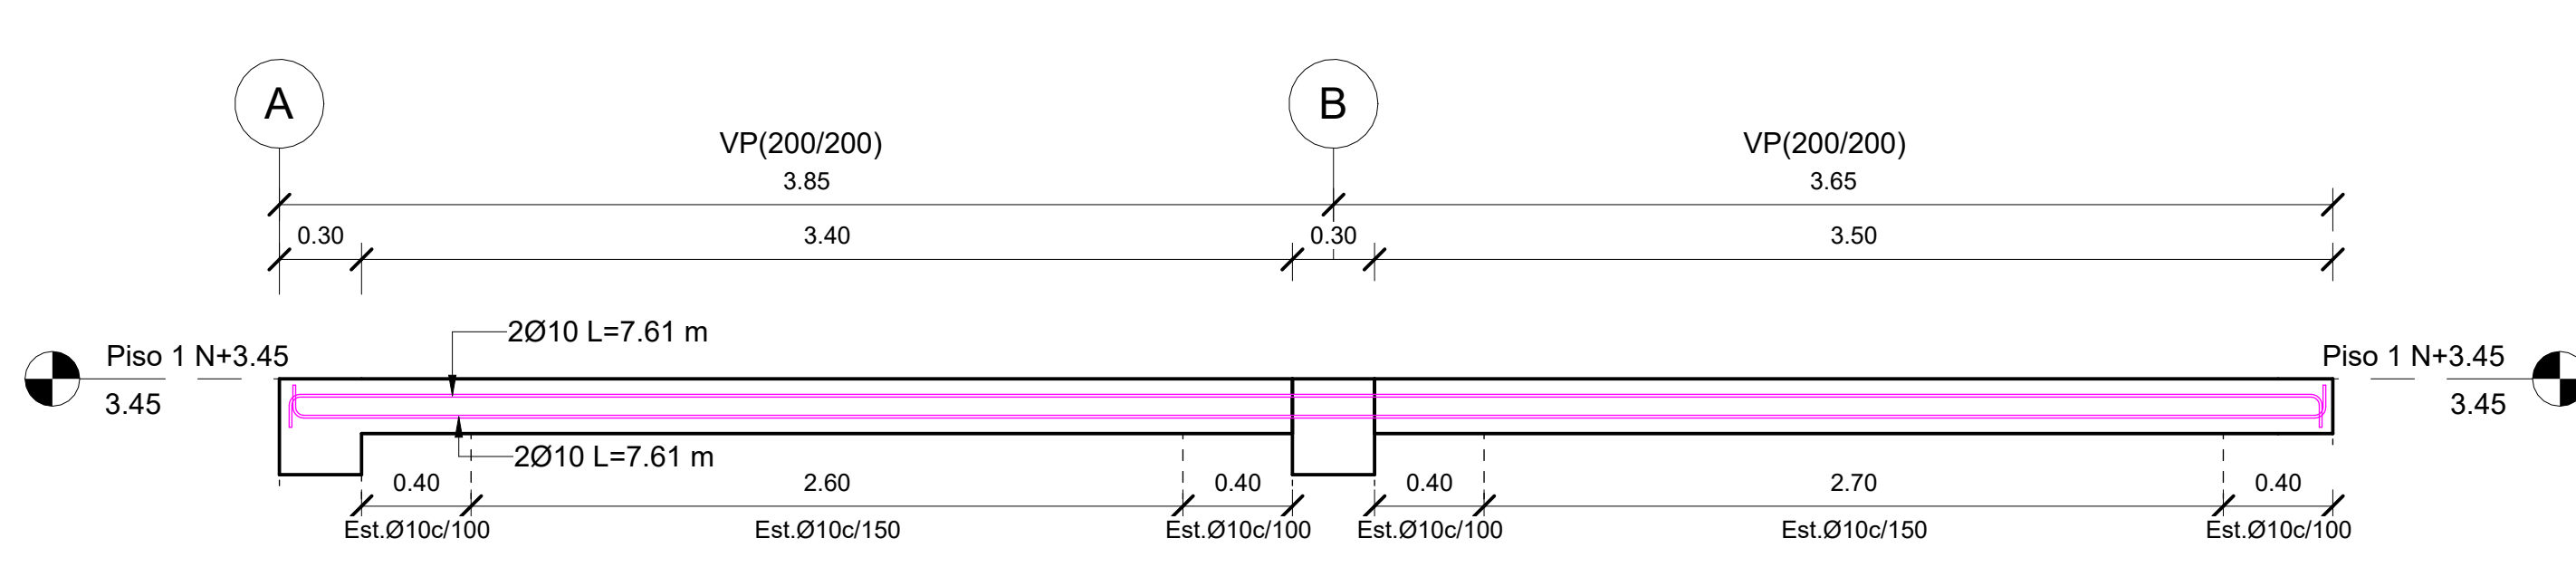 A
B
VP(200/200)
VP(200/200)
3.85
3.65
0.30
3.40
0.30
3.50
2Ø10 L=7.61 m
Piso 1 N+3.45
Piso 1 N+3.45
3.45
3.45
2Ø10 L=7.61 m
0.40
2.60
0.40
0.40
2.70
0.40
Est.Ø10c/100
Est.Ø10c/150
Est.Ø10c/100
Est.Ø10c/100
Est.Ø10c/150
Est.Ø10c/100